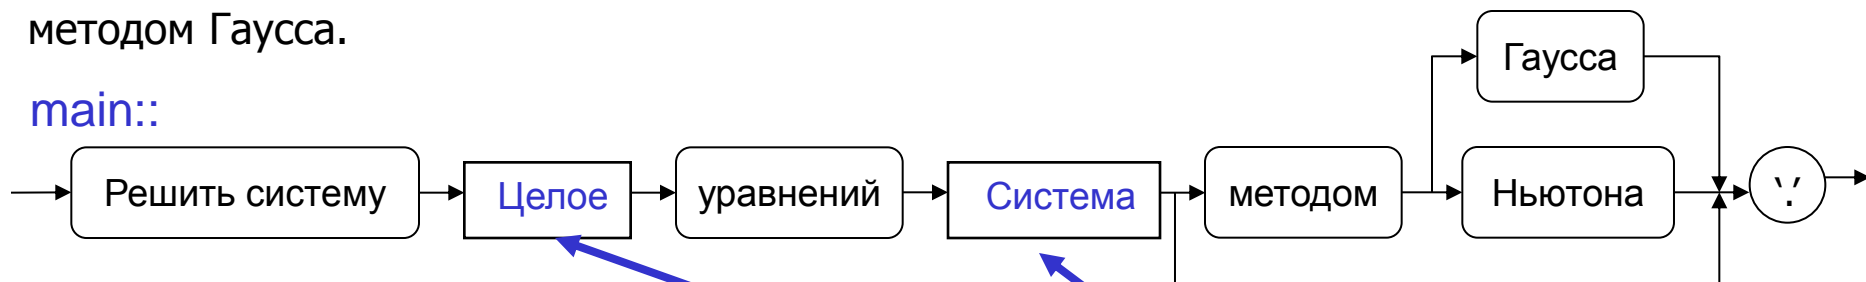 методом Гаусса.
main::
Гаусса
Решить систему Целое уравнений Система методом Ньютона '.'